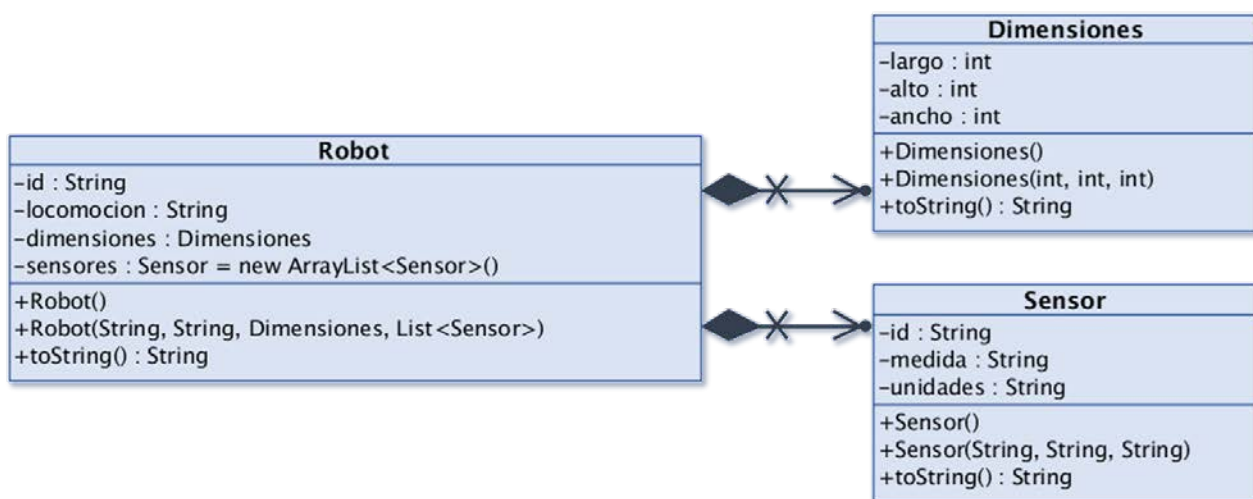 Robot
-id : String
-locomocion : String
-dimensiones : Dimensiones
-sensores : Sensor = new ArrayList<Sensor>()
+Robot()
+Robot(String, String, Dimensiones, List<Sensor>)
+toString() : String
Dimensiones
-largo : int
-alto : int
-ancho : int
+Dimensiones()
+Dimensiones(int, int, int)
+toString() : String
Sensor
-id : String
-medida : String
-unidades : String
+Sensor()
+Sensor(String, String, String)
+toString() : String